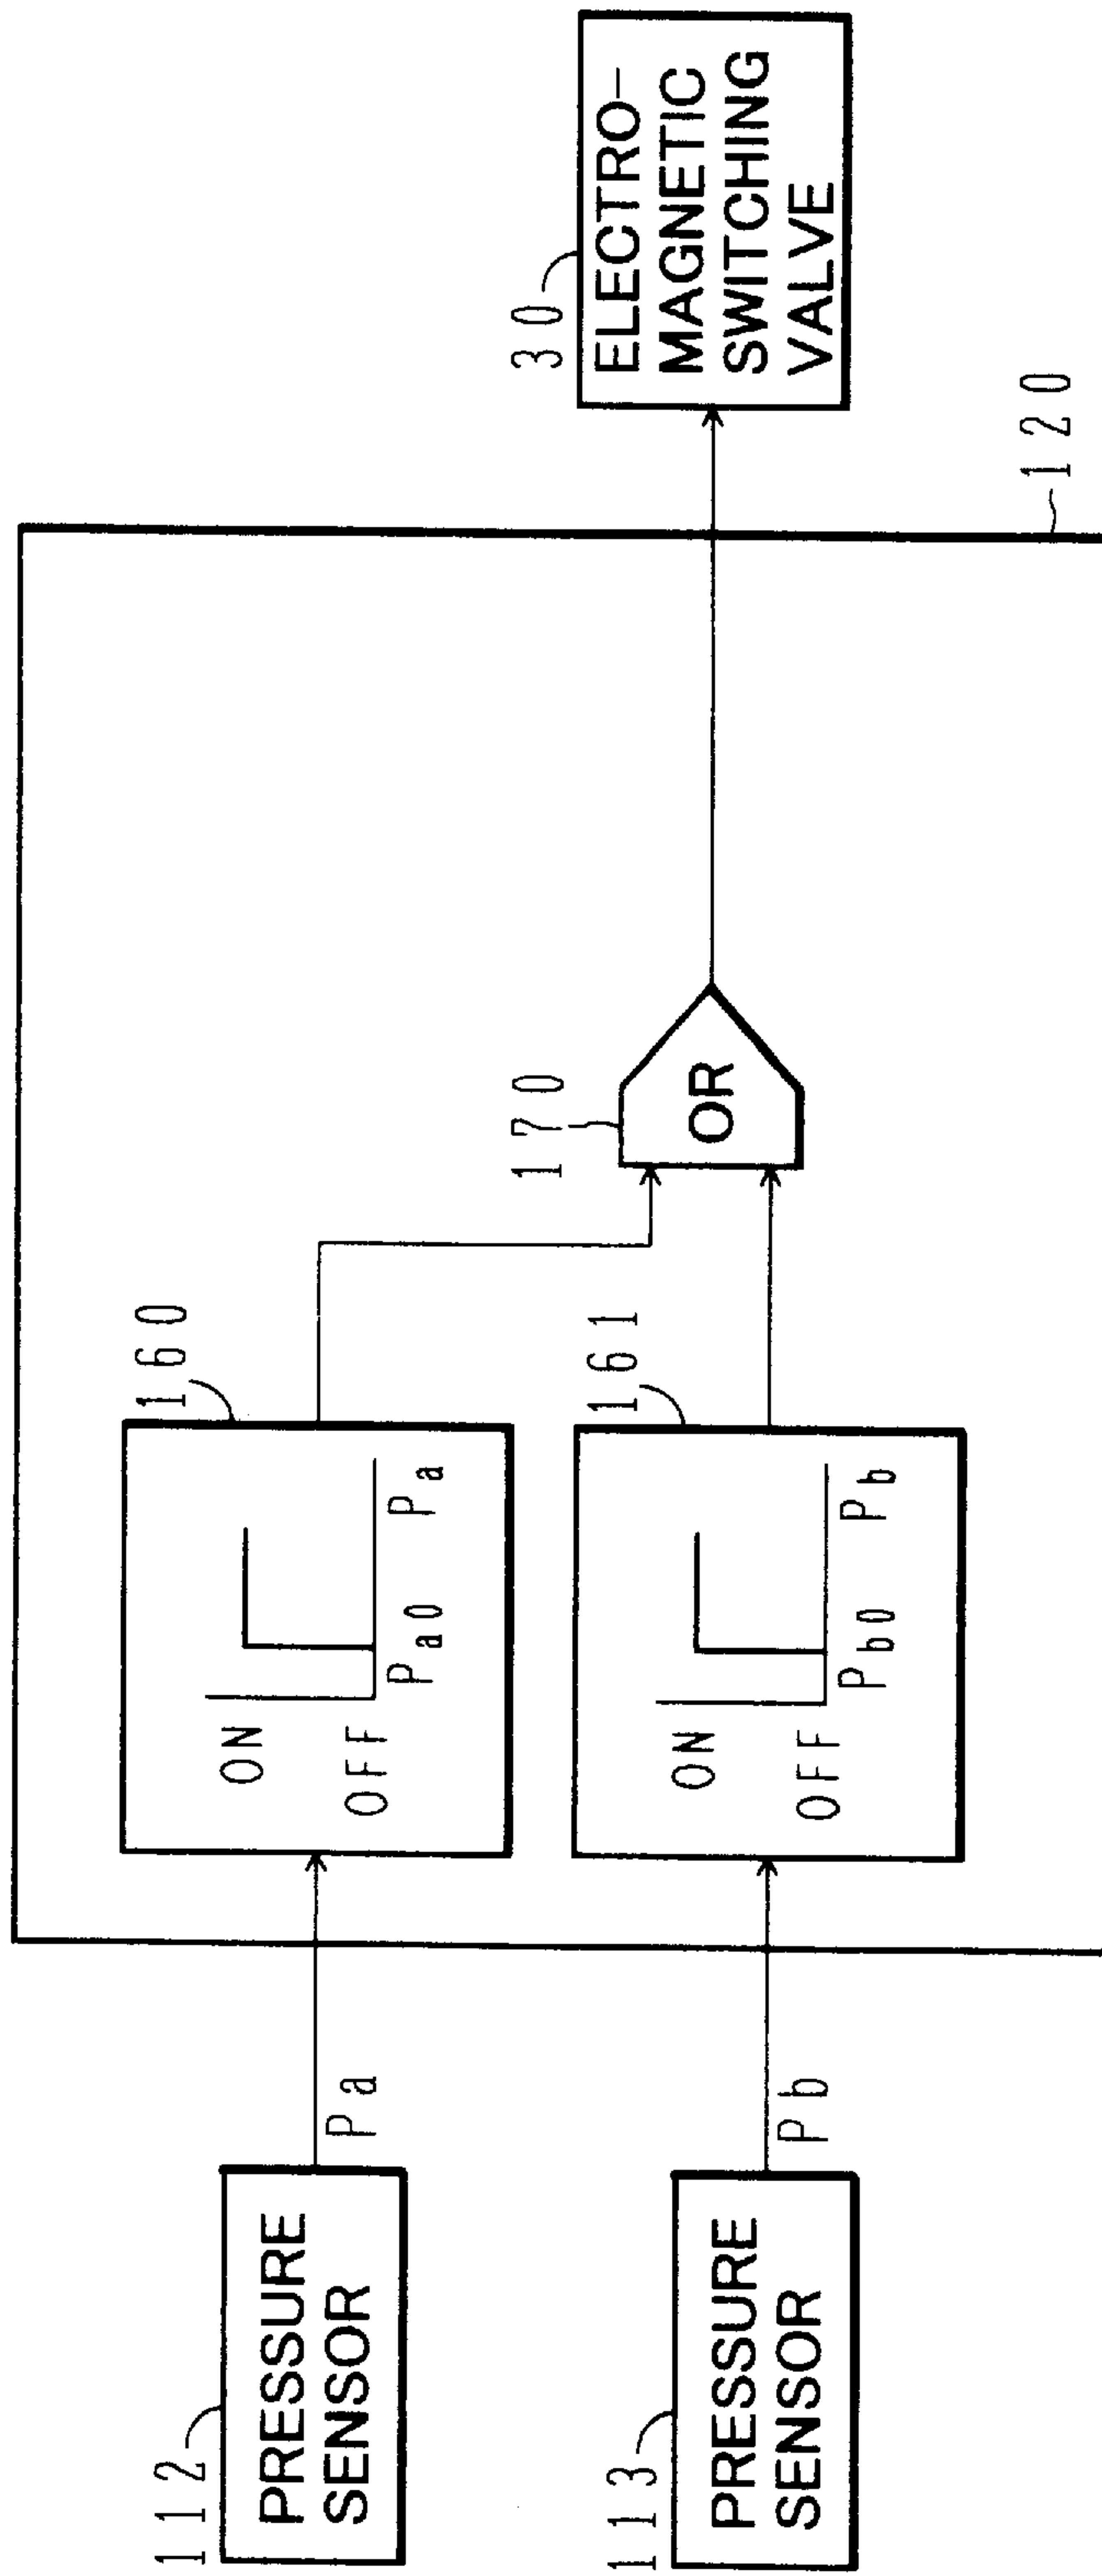 112
PRESSURE
SENSOR
Pa
113
PRESSURE
SENSOR
Pb
160
ON
OFF
Pa0
Pa
161
ON
OFF
Pb0
Pb
170
OR
30
ELECTRO-
MAGNETIC
SWITCHING
VALVE
120